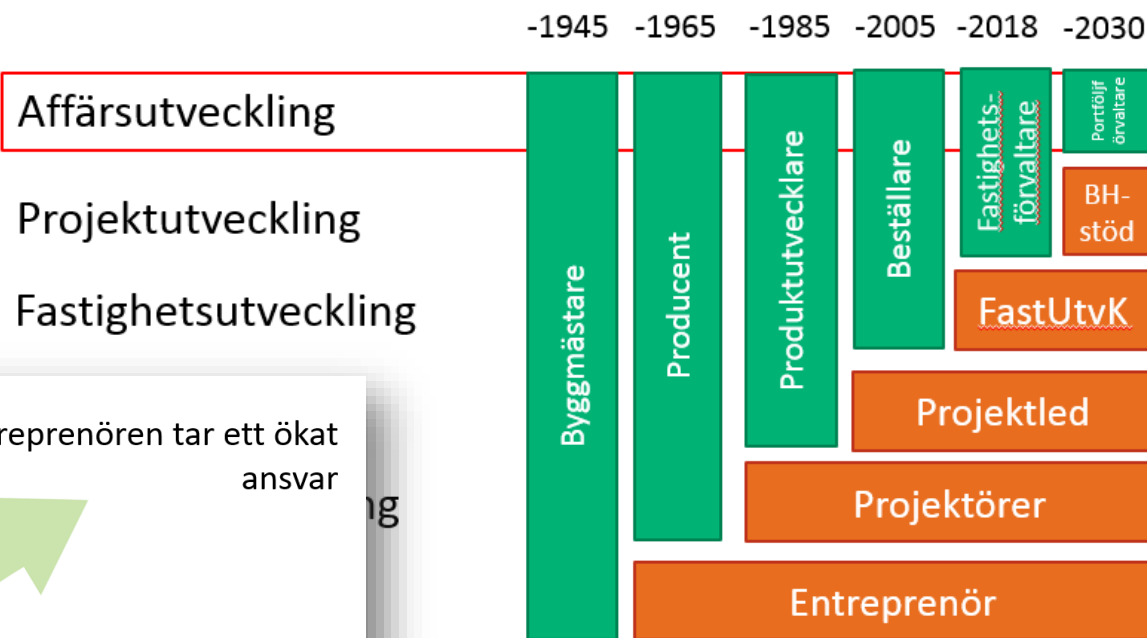 -1945 -1965 -1985 -2005 -2018 -2030
Affärsutveckling
Projektutveckling
Fastighetsutveckling
reprenören tar ett ökat
ansvar
ng
Byggmästare
Producent
Produktutvecklare
Beställare
Fastighets-
förvaltare
Portföljf
örvaltare
BH-
stöd
FastUtvK
Projektled
Projektörer
Entreprenör